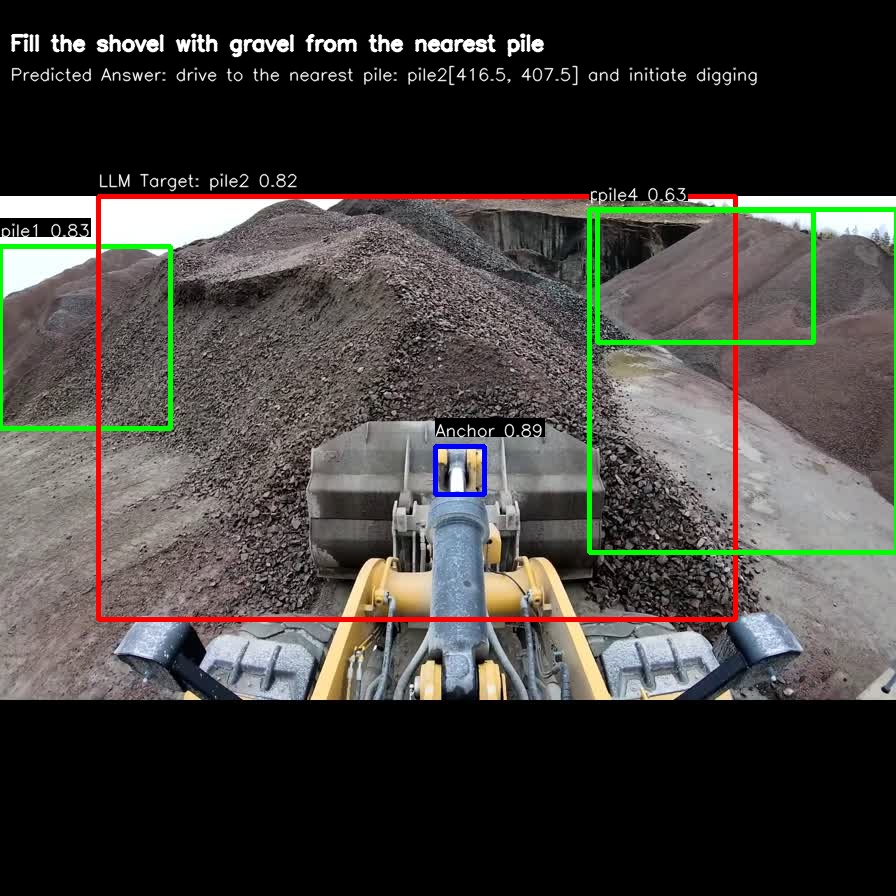 Fill the shovel with gravel from the nearest pile
Predicted Answer: drive to the nearest pile: pile2[416.5, 407.5] and initiate digging
LLM Target: pile2 0.82
pile4 0.63
pile1 0.83
Anchor 0.89